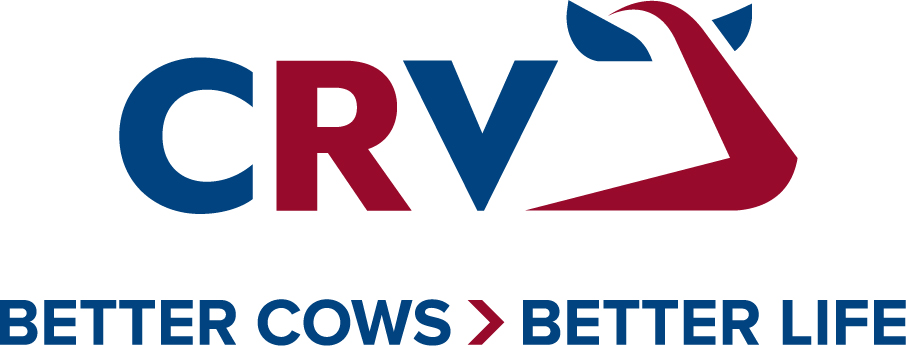 CRV
BETTER COWS > BETTER LIFE